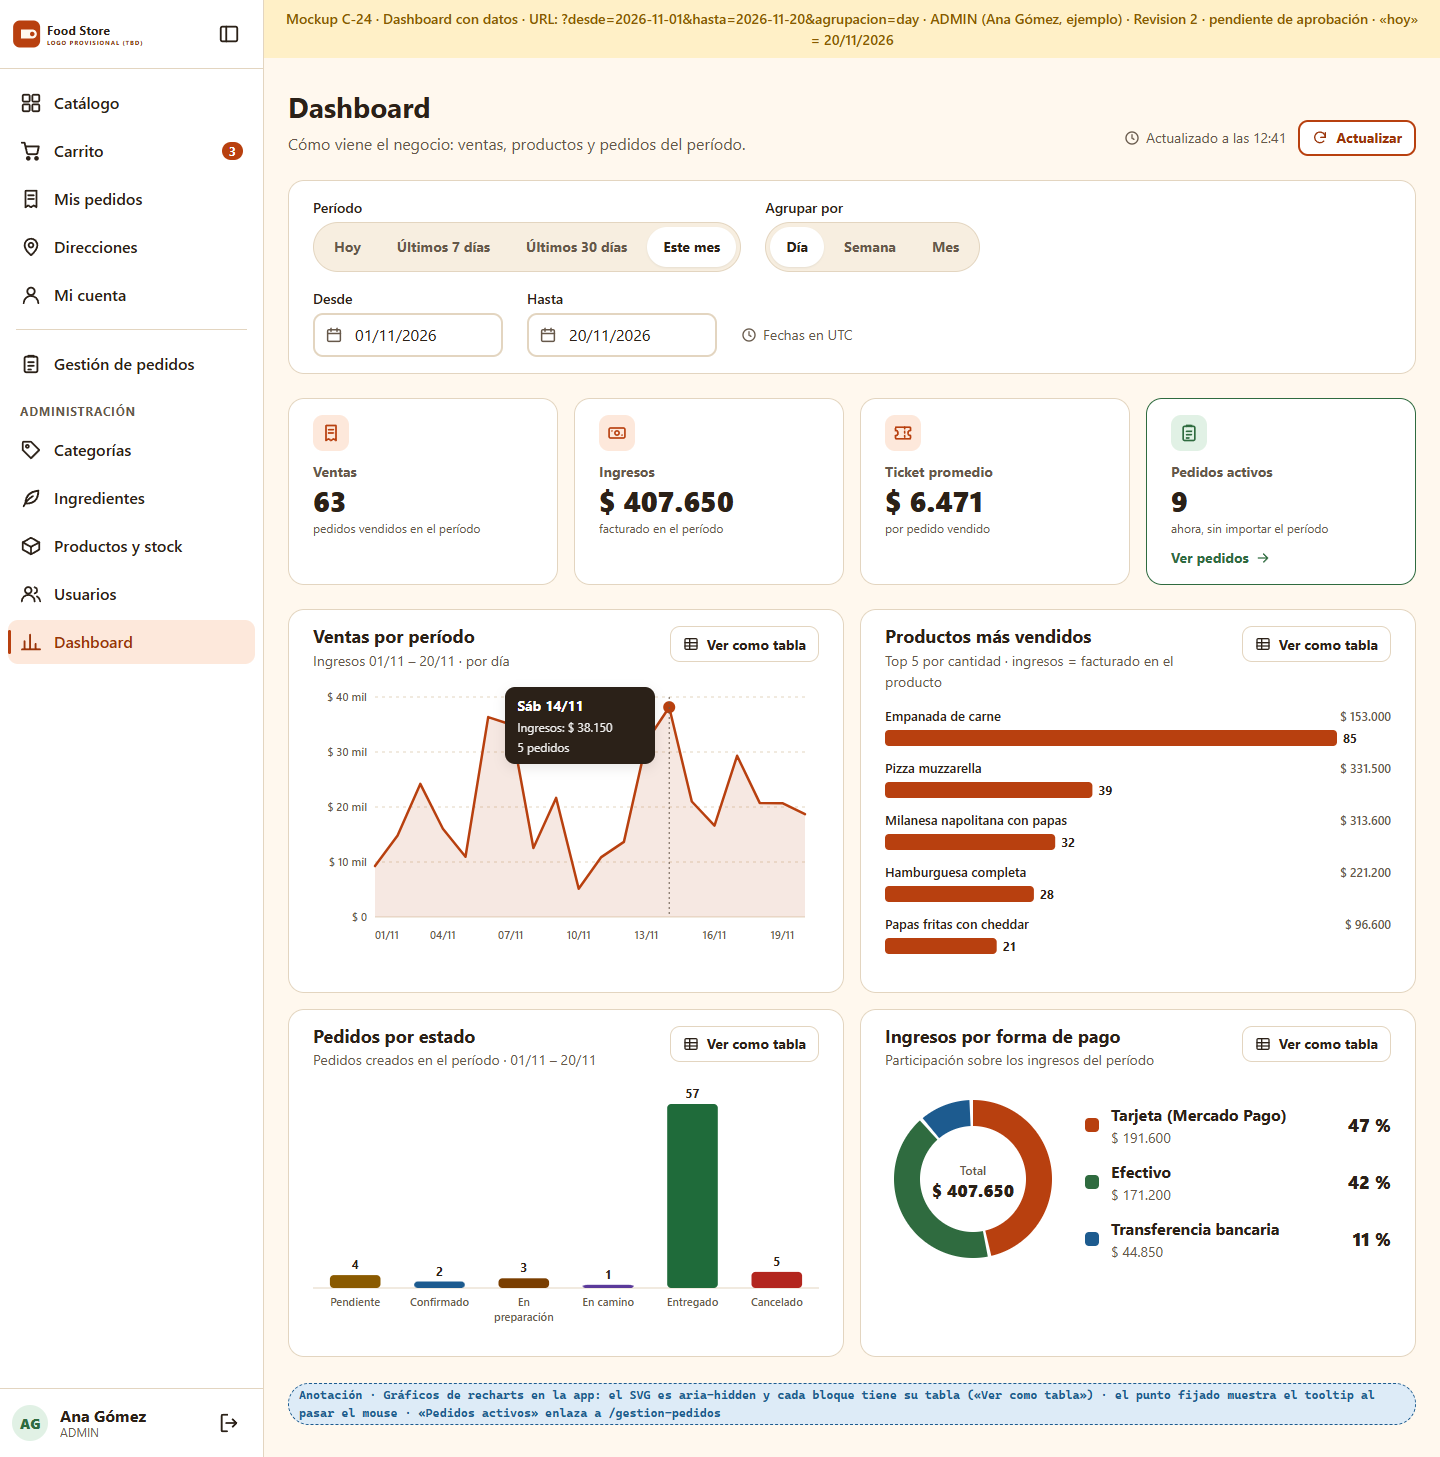 Mockup C-24 · Dashboard con datos · URL: ?desde=2026-11-01&hasta=2026-11-20&agrupacion=day · ADMIN (Ana Gómez, ejemplo) · Revision 2 · pendiente de aprobación · «hoy»
= 20/11/2026
Food Store
LOGO PROVISIONAL (TBD)
Catálogo
Carrito
3
Mis pedidos
Direcciones
Mi cuenta
Gestión de pedidos
ADMINISTRACIÓN
Categorías
Ingredientes
Productos y stock
Usuarios
Dashboard
AG
Ana Gómez
ADMIN
Dashboard
Cómo viene el negocio: ventas, productos y pedidos del período.
Actualizado a las 12:41
Actualizar
Período
Hoy
Últimos 7 días
Últimos 30 días
Este mes
Agrupar por
Día
Semana
Mes
Desde
01/11/2026
Hasta
20/11/2026
Fechas en UTC
Ventas
63
pedidos vendidos en el período
Ingresos
$ 407.650
facturado en el período
Ticket promedio
$ 6.471
por pedido vendido
Pedidos activos
9
ahora, sin importar el período
Ver pedidos →
Ventas por período
Ingresos 01/11 – 20/11 · por día
Ver como tabla
$ 40 mil
$ 30 mil
$ 20 mil
$ 10 mil
$ 0
Sáb 14/11
Ingresos: $ 38.150
5 pedidos
01/11
04/11
07/11
10/11
13/11
16/11
19/11
Productos más vendidos
Top 5 por cantidad · ingresos = facturado en el
producto
Ver como tabla
Empanada de carne
$ 153.000
85
Pizza muzzarella
$ 331.500
39
Milanesa napolitana con papas
$ 313.600
32
Hamburguesa completa
$ 221.200
28
Papas fritas con cheddar
$ 96.600
21
Pedidos por estado
Pedidos creados en el período · 01/11 – 20/11
Ver como tabla
4
2
3
1
57
5
Pendiente
Confirmado
En
preparación
En camino
Entregado
Cancelado
Ingresos por forma de pago
Participación sobre los ingresos del período
Ver como tabla
Total
$ 407.650
Tarjeta (Mercado Pago)
$ 191.600
47 %
Efectivo
$ 171.200
42 %
Transferencia bancaria
$ 44.850
11 %
Anotación · Gráficos de recharts en la app: el SVG es aria-hidden y cada bloque tiene su tabla («Ver como tabla») · el punto fijado muestra el tooltip al
pasar el mouse · «Pedidos activos» enlaza a /gestion-pedidos